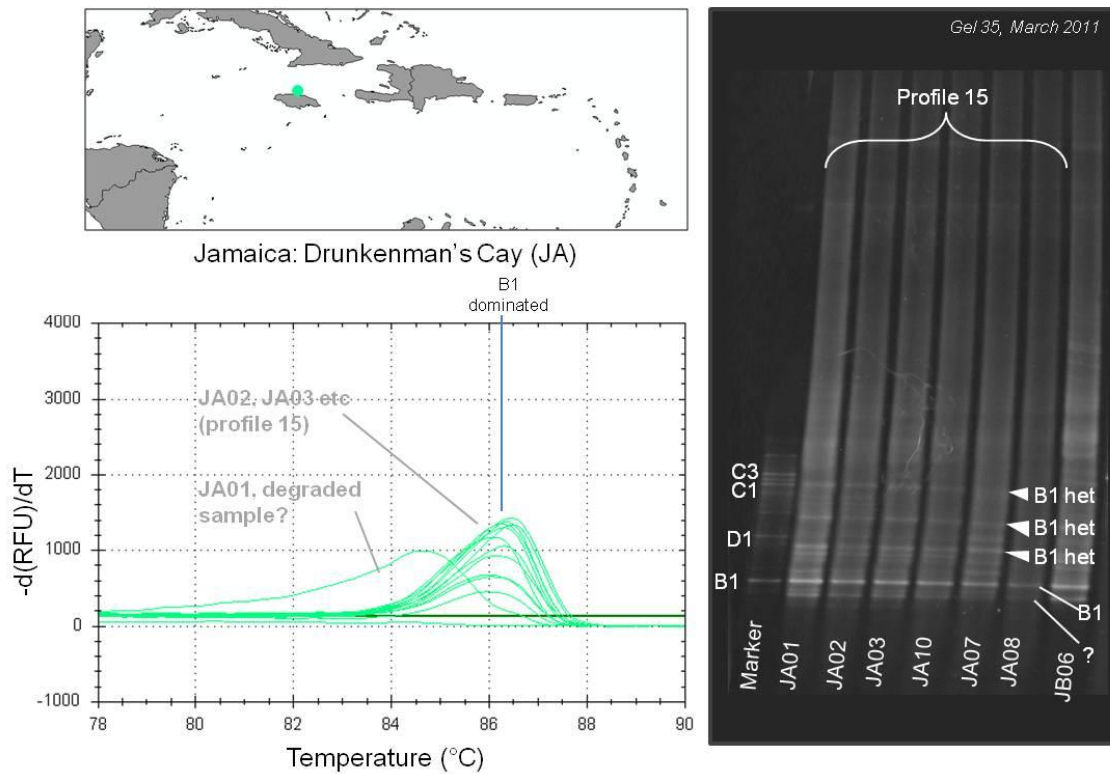 Jamaica: Drunkenman's Cay (JA)
B1
dominated
4000
3000
2000
1000
0
-1000
-d(RFU)/dT
JA02, JA03 etc
(profile 15)
JA01, degraded
sample?
78
80
82
84
86
88
90
Temperature (°C)
Gel 35, March 2011
Profile 15
C3
C1
D1
B1
B1 het
B1 het
B1 het
B1
?
Marker
JA01
JA02
JA03
JA10
JA07
JA08
JB06